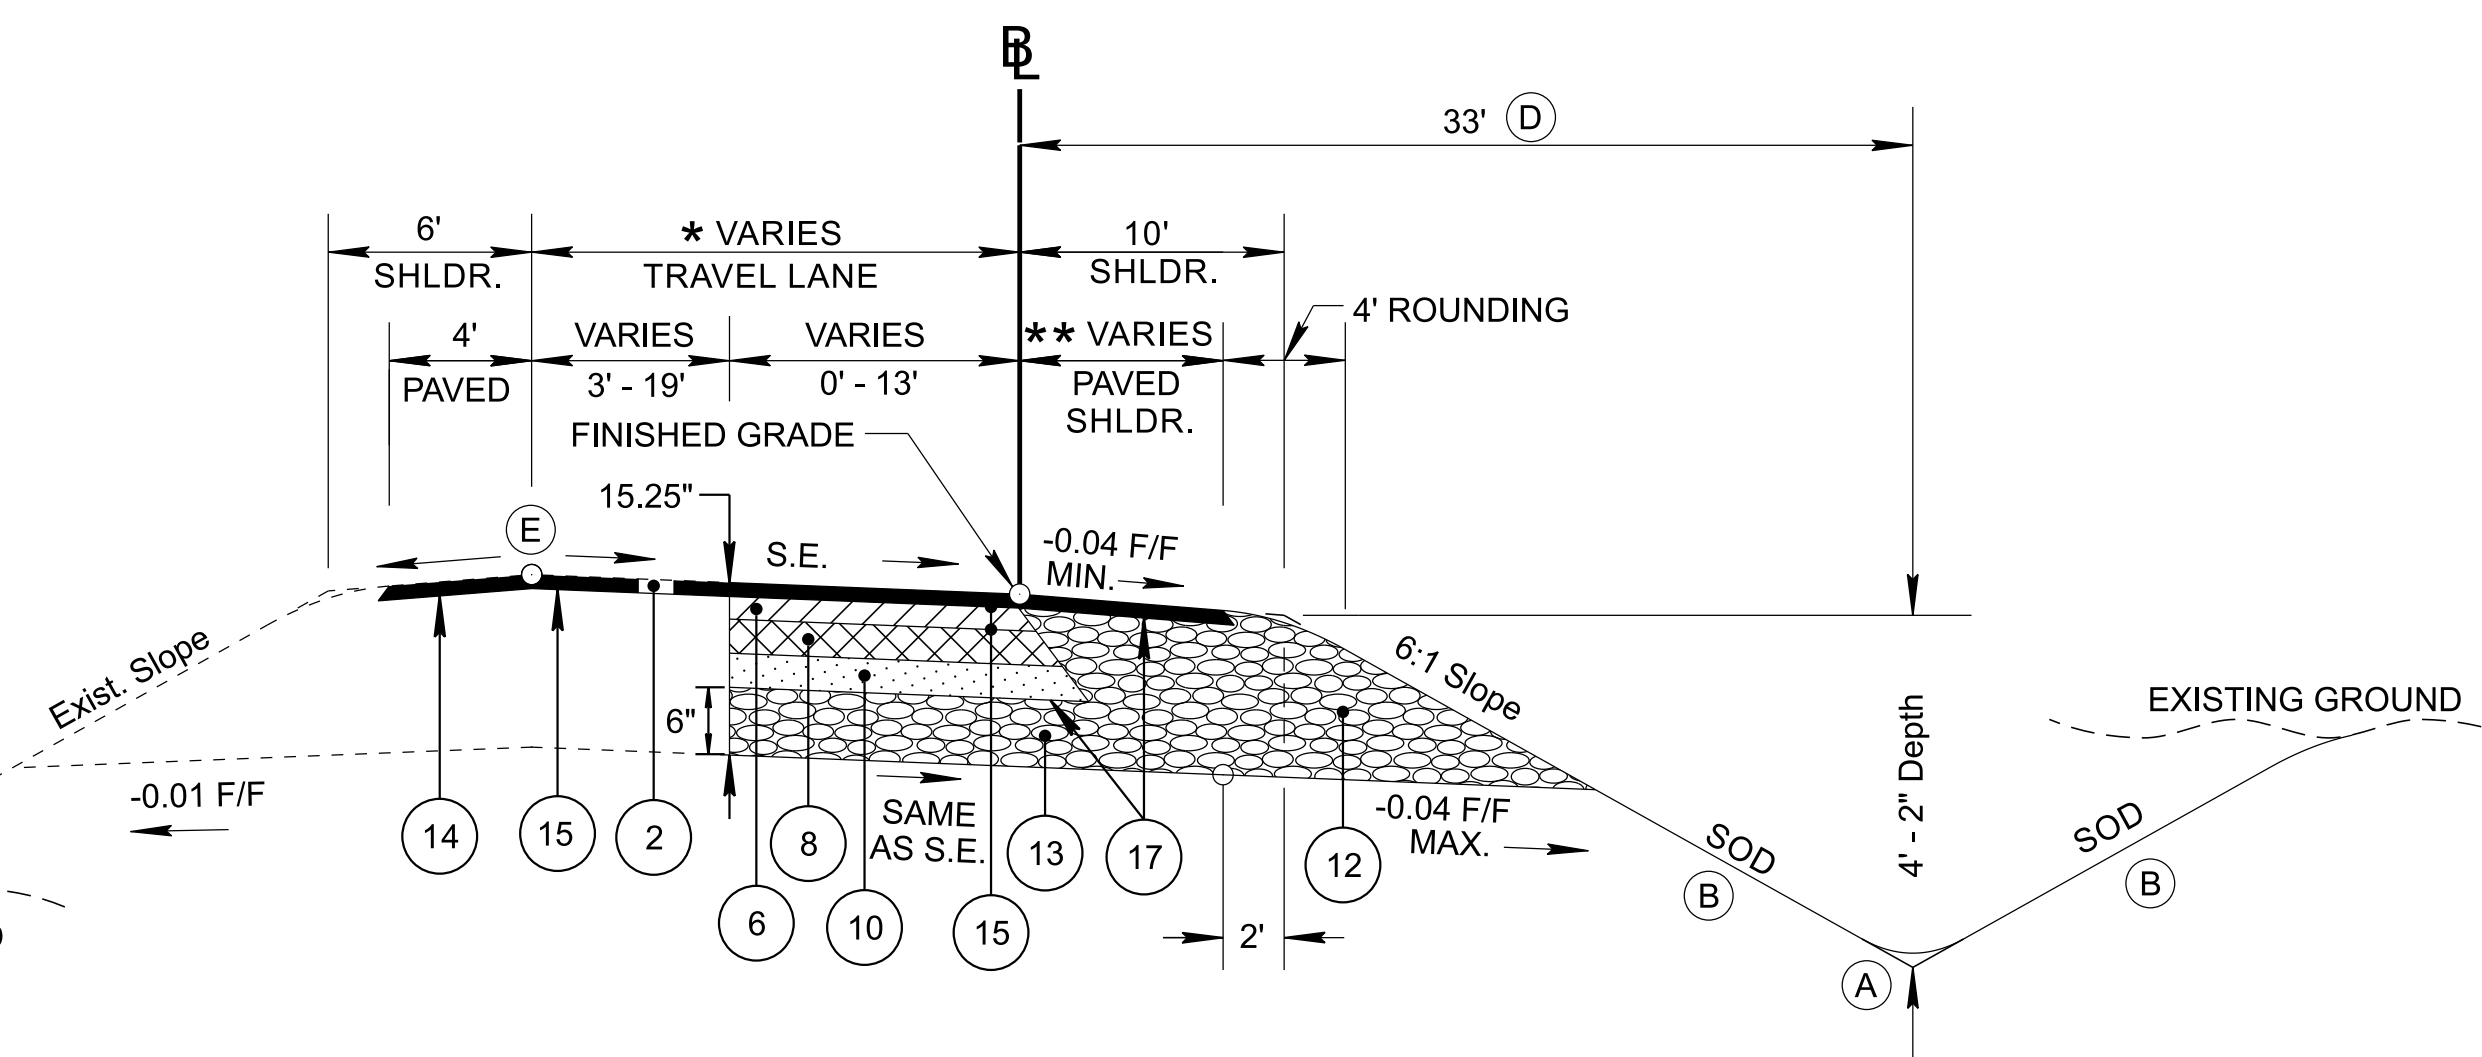 BL
33' D
6'
* VARIES
10'
SHLDR.
TRAVEL LANE
SHLDR.
4' ROUNDING
4'
VARIES
VARIES
** VARIES
PAVED
3' - 19'
0' - 13'
PAVED
SHLDR.
FINISHED GRADE
15.25"
E
S.E.
-0.04 F/F
MIN.
Exist. Slope
6:1 Slope
6"
4' - 2" Depth
EXISTING GROUND
-0.01 F/F
SAME
AS S.E.
-0.04 F/F
MAX.
SOD
SOD
14
15
2
8
13
17
12
B
B
6
10
15
2'
A